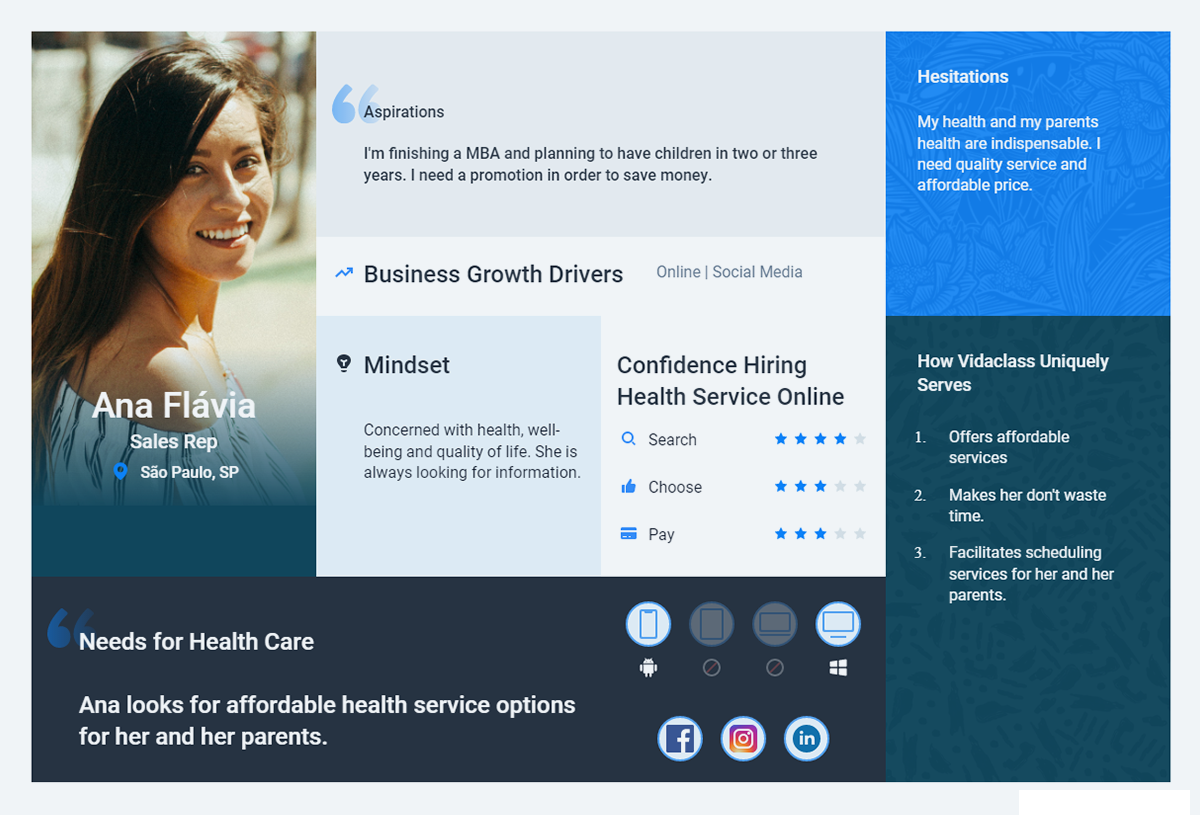 Ana Flávia
Sales Rep
São Paulo, SP
Aspirations
I'm finishing a MBA and planning to have children in two or three
years. I need a promotion in order to save money.
Business Growth Drivers
Online | Social Media
Mindset
Concerned with health, well-
being and quality of life. She is
always looking for information.
Confidence Hiring
Health Service Online
Search
Choose
Pay
Hesitations
My health and my parents
health are indispensable. I
need quality service and
affordable price.
How Vidaclass Uniquely
Serves
1. Offers affordable
services
2. Makes her don't waste
time.
3. Facilitates scheduling
services for her and her
parents.
Needs for Health Care
Ana looks for affordable health service options
for her and her parents.
in